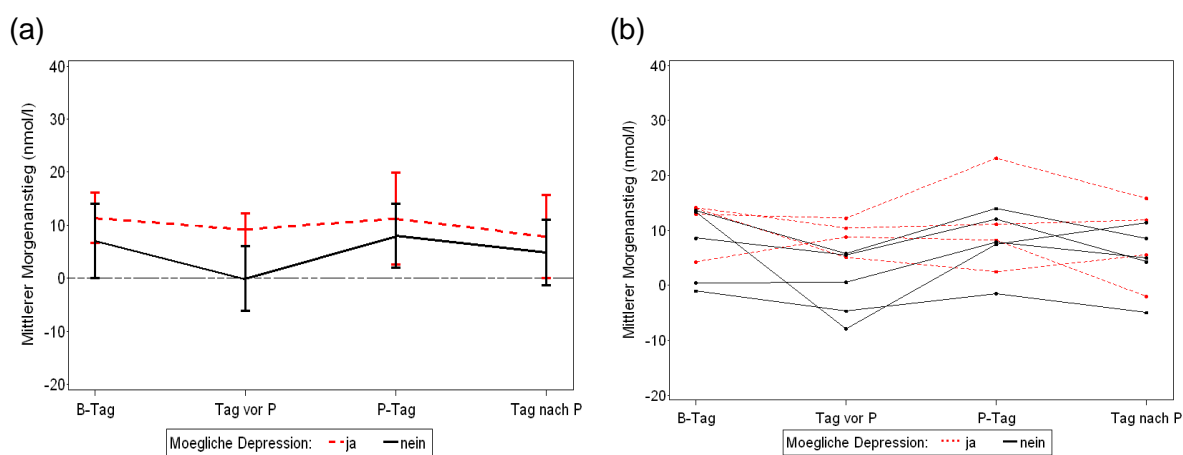 (a)
Mittlerer Morgenanstieg (nmol/l)
40
30
20
10
0
-10
-20
B-Tag Tag vor P P-Tag Tag nach P
Moegliche Depression: ja nein
(b)
Mittlerer Morgenanstieg (nmol/l)
40
30
20
10
0
-10
-20
B-Tag Tag vor P P-Tag Tag nach P
Moegliche Depression: ja nein